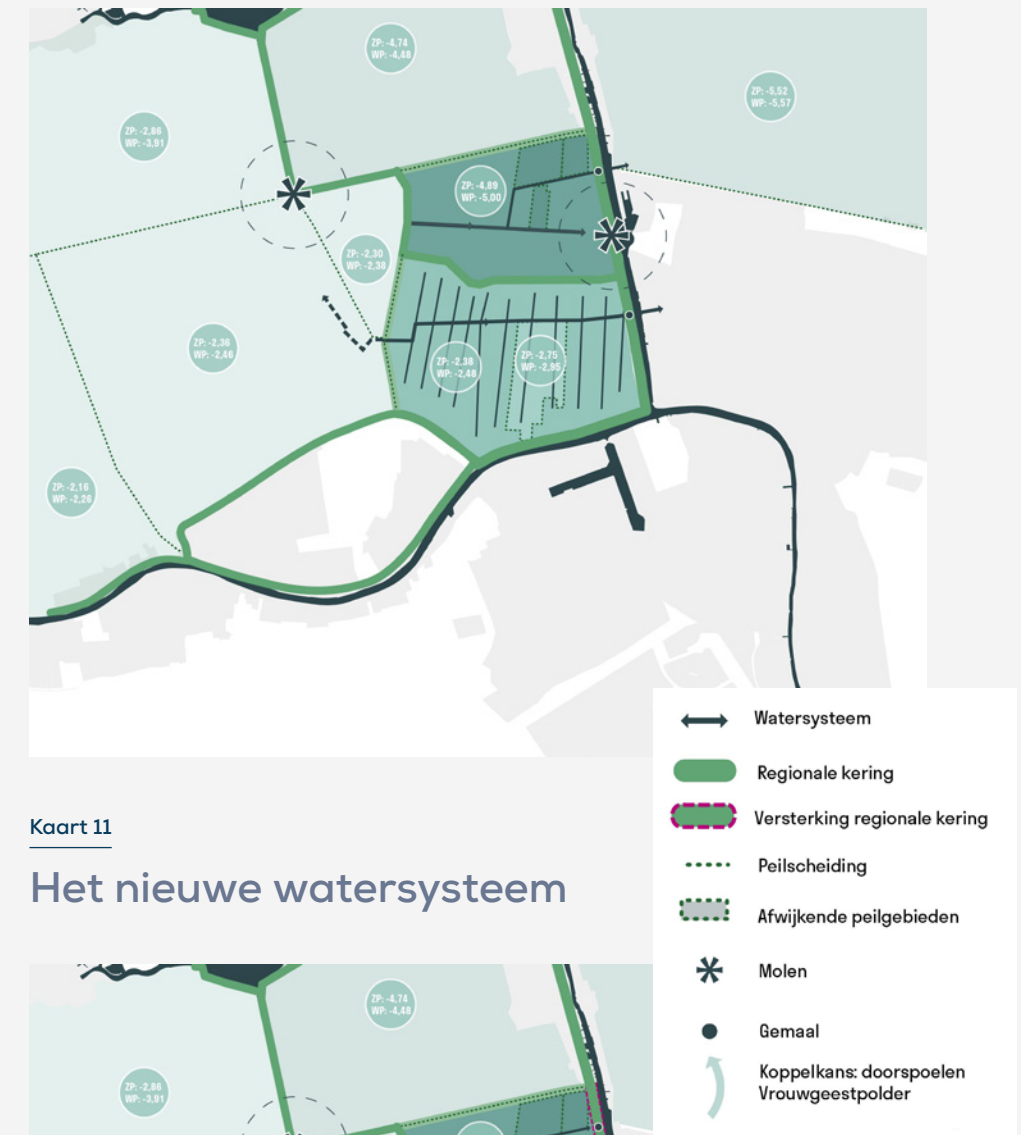 ZP: -4,74
WP: -4,48
ZP: -5,52
WP: -5,57
ZP: -2,86
WP: -3,91
ZP: -4,89
WP: -5,00
ZP: -2,30
WP: -2,38
ZP: -2,36
WP: -2,46
ZP: -2,38
WP: -2,48
ZP: -2,75
WP: -2,95
ZP: -2,16
WP: -2,26
Watersysteem
Regionale kering
Versterking regionale kering
Peilscheiding
Afwijkende peilgebieden
Molen
Gemaal
Koppelkans: doorspoelen
Vrouwgeestpolder
Kaart 11
Het nieuwe watersysteem
ZP: -4,74
WP: -4,48
ZP: -2,86
WP: -3,91